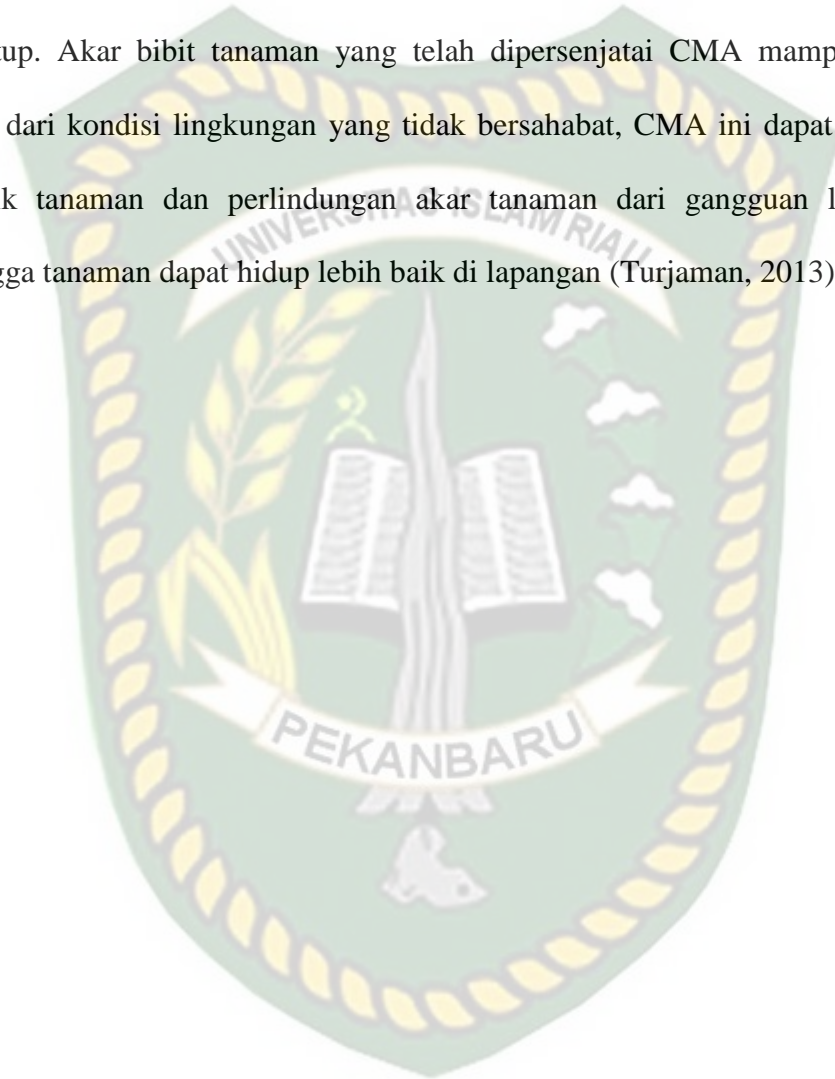 tup. Akar bibit tanaman yang telah dipersenjatai CMA mamp
dari kondisi lingkungan yang tidak bersahabat, CMA ini dapat
k tanaman dan perlindungan akar tanaman dari gangguan l
gga tanaman dapat hidup lebih baik di lapangan (Turjaman, 2013)
UNIVERSITAS ISLAM RIAU
PEKANBARU